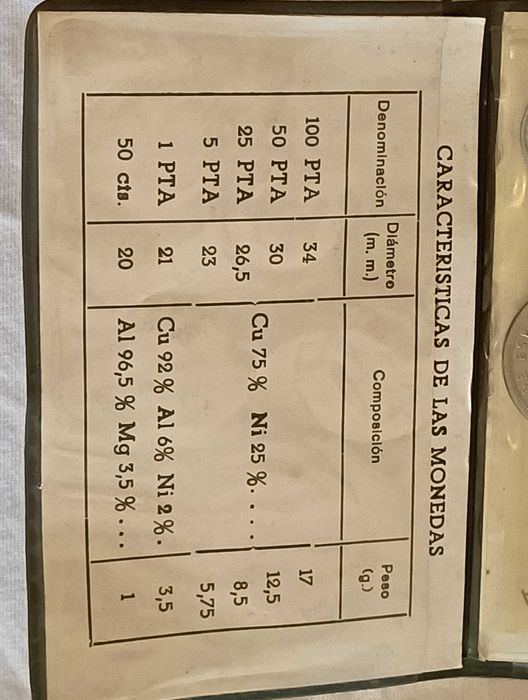 CARACTERISTICAS DE LAS MONEDAS
Denominación Diámetro (m. m.) Composición Peso (g.)
100 PTA 34 17
50 PTA 30 12,5
25 PTA 26,5 Cu 75 % Ni 25 %. . . . 8,5
5 PTA 23 5,75
1 PTA 21 Cu 92 % Al 6% Ni 2 %. 3,5
50 cts. 20 Al 96,5 % Mg 3,5 % . . . 1